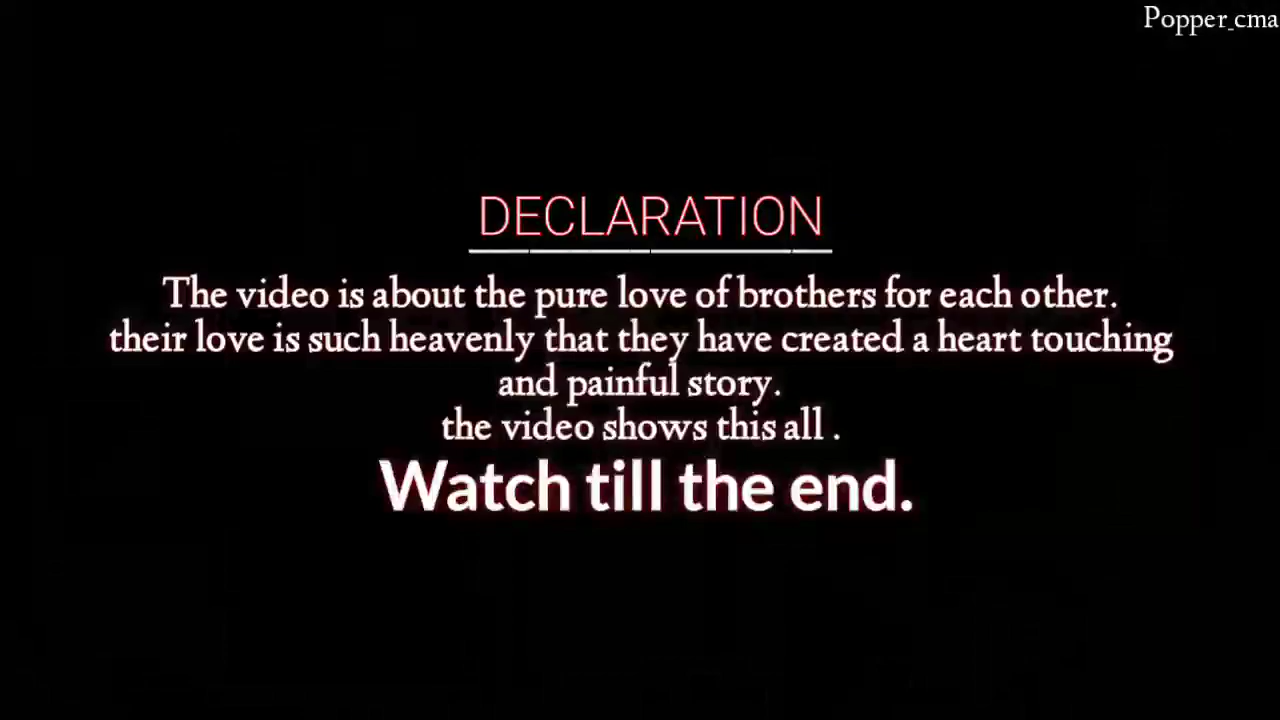 Popper_cma
DECLARATION
The video is about the pure love of brothers for each other.
their love is such heavenly that they have created a heart touching
and painful story.
the video shows this all .
Watch till the end.